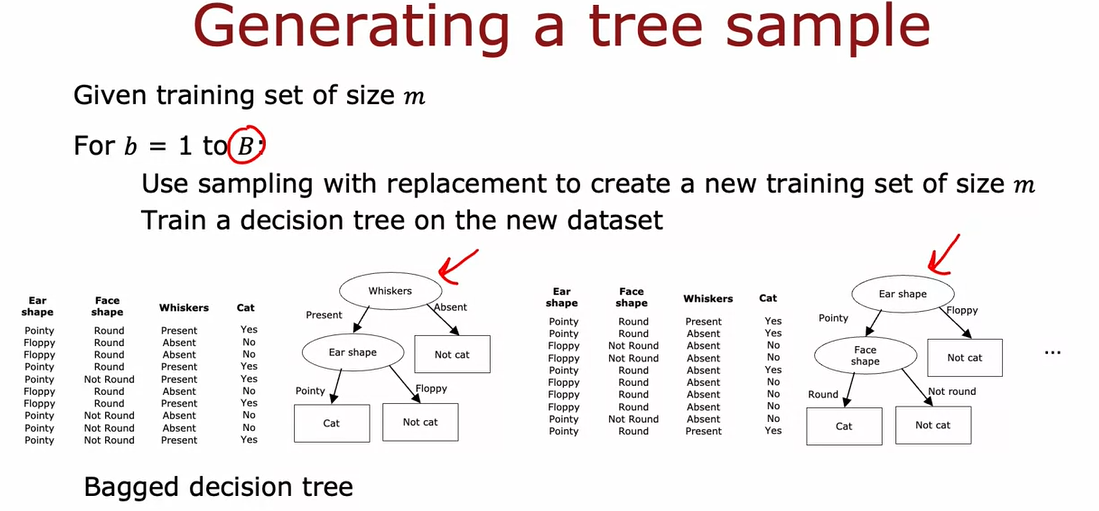 Generating a tree sample
Given training set of size m
For b = 1 to B:
Use sampling with replacement to create a new training set of size m
Train a decision tree on the new dataset
Ear shape Face shape Whiskers Cat
Pointy Round Present Yes
Floppy Round Absent No
Floppy Round Absent No
Pointy Round Present Yes
Pointy Not Round Present Yes
Floppy Round Absent No
Floppy Round Present Yes
Pointy Not Round Absent No
Pointy Not Round Absent No
Pointy Not Round Present Yes
Whiskers
Present
Absent
Ear shape
Not cat
Pointy
Floppy
Cat
Not cat
Ear shape Face shape Whiskers Cat
Pointy Round Present Yes
Pointy Round Absent Yes
Floppy Not Round Absent No
Floppy Not Round Absent No
Pointy Round Absent Yes
Floppy Round Absent No
Floppy Round Absent No
Floppy Round Absent No
Pointy Not Round Absent No
Pointy Round Present Yes
Ear shape
Pointy
Floppy
Face shape
Not cat
Round
Not round
Cat
Not cat
...
Bagged decision tree